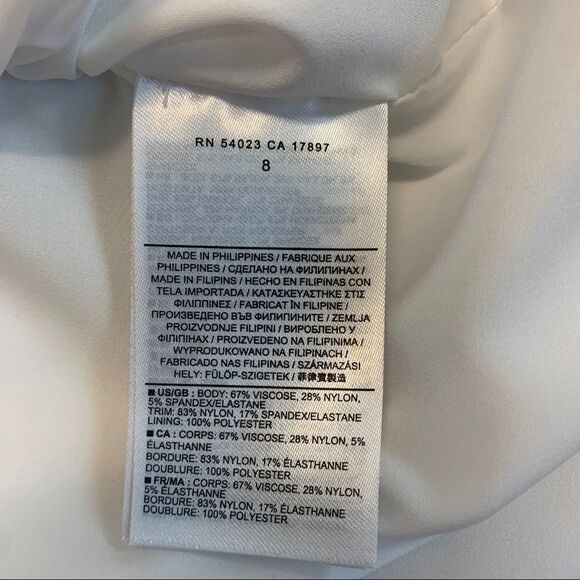 RN 54023 CA 17897
8
MADE IN PHILIPPINES / FABRIQUE AUX
PHILIPPINES / СДЕЛАНО НА ФИЛИПИНАХ /
MADE IN FILIPINS / HECHO EN FILIPINAS CON
TELA IMPORTADA / ΚΑΤΑΣΚΕΥΑΣΤΗΚΕ ΣΤΙΣ
ΦΙΛΙΠΠΙΝΕΣ / FABRICAT ÎN FILIPINE /
ПРОИЗВЕДЕНО ВЪВ ФИЛИПИНИТЕ / ZEMLJA
PROIZVODNJE FILIPINI / ВИРОБЛЕНО У
ФІЛІПІНАХ / PROIZVEDENO NA FILIPINIMA /
WYPRODUKOWANO NA FILIPINACH /
FABRICADO NAS FILIPINAS / SZÁRMAZÁSI
HELY: FÜLÖP-SZIGETEK / 菲律賓製造
■ US/GB : BODY: 67% VISCOSE, 28% NYLON,
5% SPANDEX/ELASTANE
TRIM: 83% NYLON, 17% SPANDEX/ELASTANE
LINING: 100% POLYESTER
■ CA : CORPS: 67% VISCOSE, 28% NYLON, 5%
ÉLASTHANNE
BORDURE: 83% NYLON, 17% ÉLASTHANNE
DOUBLURE: 100% POLYESTER
■ FR/MA : CORPS: 67% VISCOSE, 28% NYLON,
5% ÉLASTHANNE
BORDURE: 83% NYLON, 17% ÉLASTHANNE
DOUBLURE: 100% POLYESTER